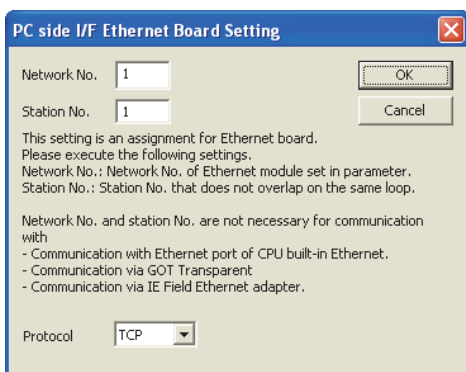 PC side I/F Ethernet Board Setting
Network No. 1 OK
Station No. 1 Cancel
This setting is an assignment for Ethernet board.
Please execute the following settings.
Network No.: Network No. of Ethernet module set in parameter.
Station No.: Station No. that does not overlap on the same loop.
Network No. and station No. are not necessary for communication
with
- Communication with Ethernet port of CPU built-in Ethernet.
- Communication via GOT Transparent
- Communication via IE Field Ethernet adapter.
Protocol TCP